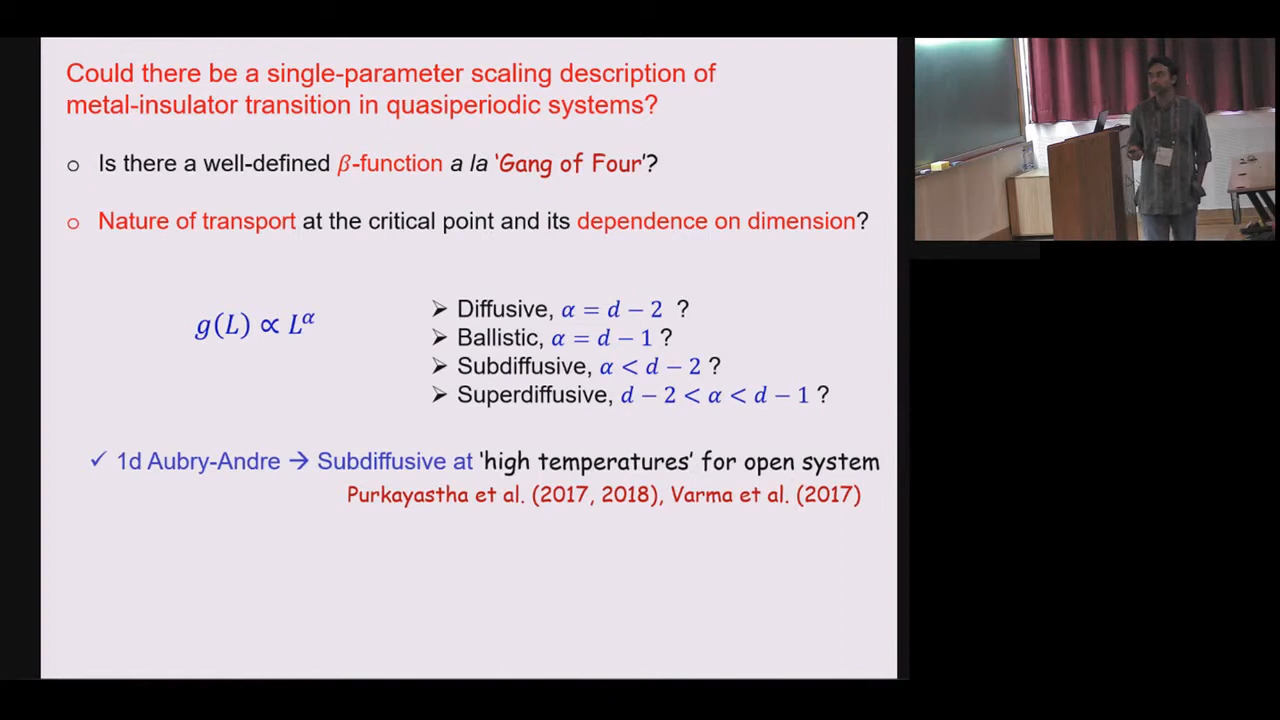 Could there be a single-parameter scaling description of
metal-insulator transition in quasiperiodic systems?
o Is there a well-defined β-function a la 'Gang of Four'?
o Nature of transport at the critical point and its dependence on dimension?
g(L) ∝ L^α
➤ Diffusive, α = d − 2 ?
➤ Ballistic, α = d − 1 ?
➤ Subdiffusive, α < d − 2 ?
➤ Superdiffusive, d − 2 < α < d − 1 ?
✓ 1d Aubry-Andre → Subdiffusive at 'high temperatures' for open system
Purkayastha et al. (2017, 2018), Varma et al. (2017)